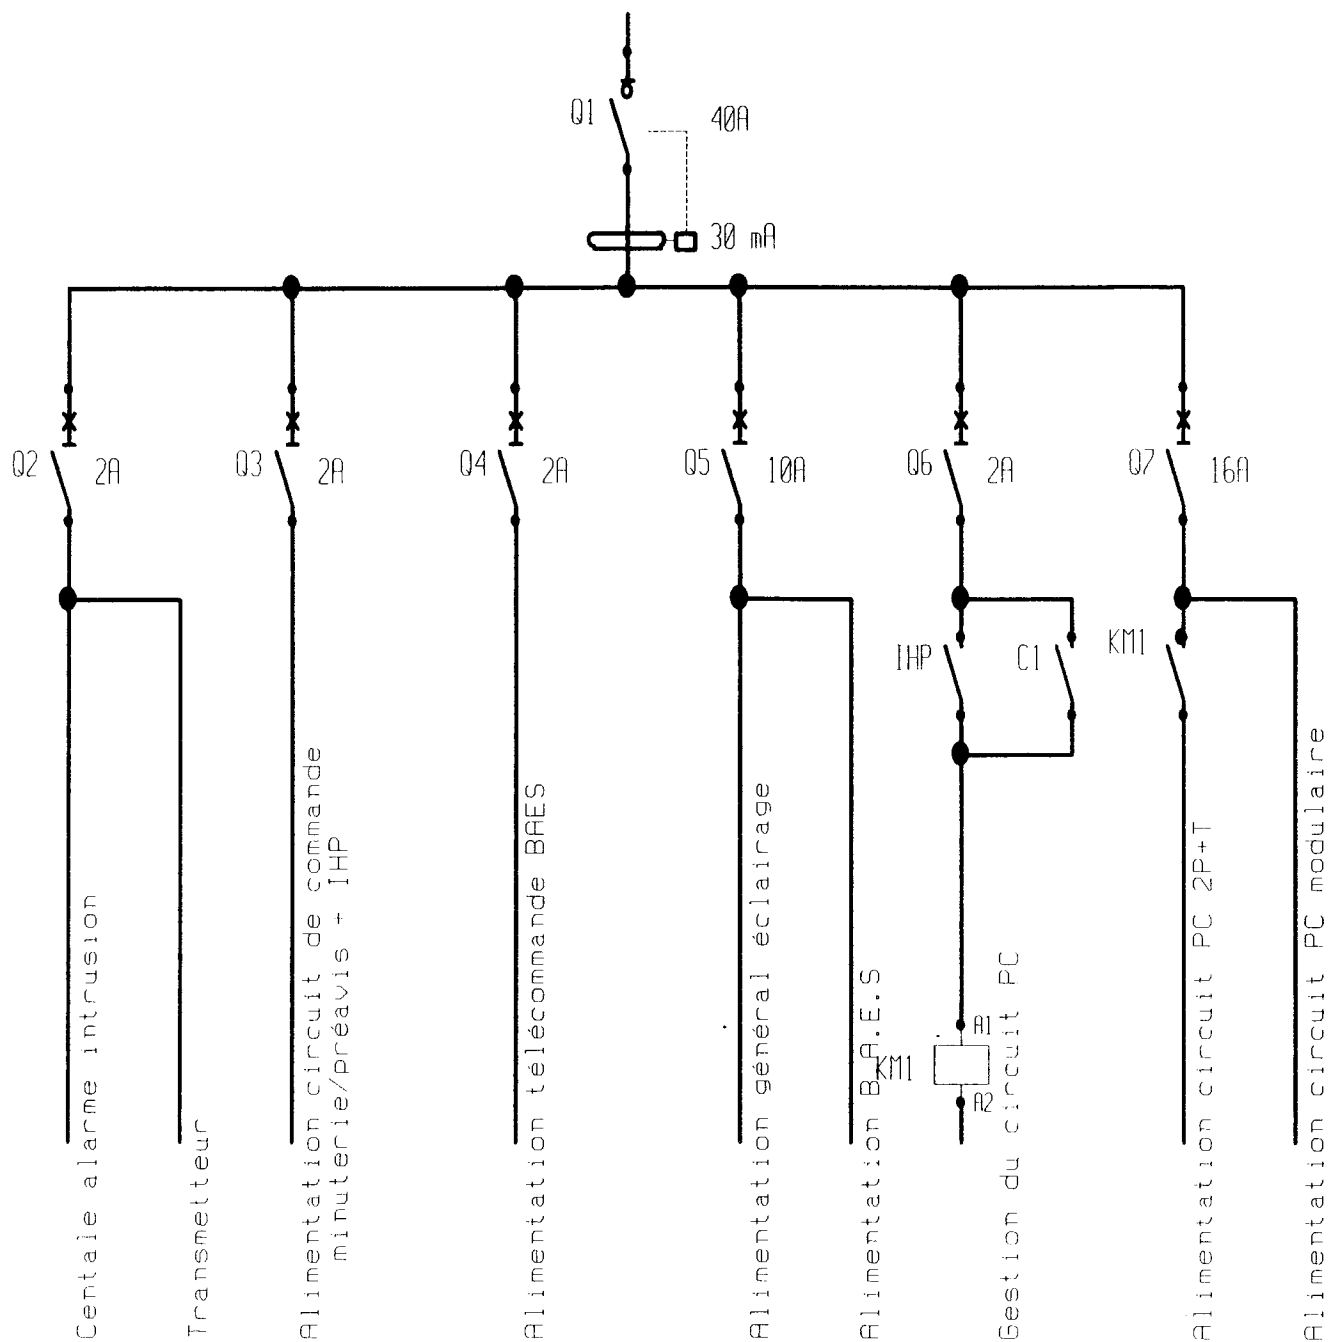 Q1
40A
30 mA
Q2
2A
Q3
2A
Q4
2A
Q5
10A
Q6
2A
Q7
16A
IHP
C1
KM1
A1
KM1
A2
Centale alarme intrusion
Transmetteur
Alimentation circuit de commande
minuterie/préavis + IHP
Alimentation télécommande BAES
Alimentation général éclairage
Alimentation B.A.E.S
Gestion du circuit PC
Alimentation circuit PC 2P+T
Alimentation circuit PC modulaire